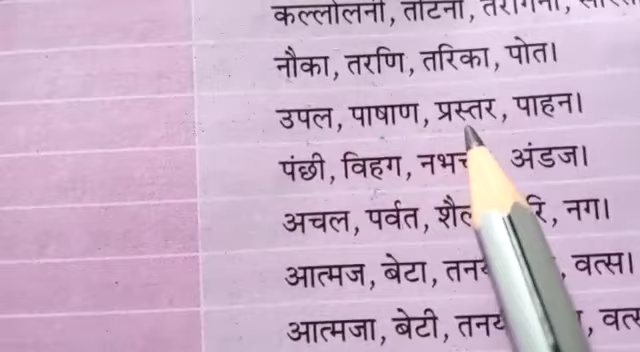 कल्लोलनी, तटिनी,
नौका, तरणि, तरिका, पोत।
उपल, पाषाण, प्रस्तर, पाहन।
पंछी, विहग, अंडज।
अचल, पर्वत, नग।
आत्मज, बेटा, वत्स।
आत्मजा, बेटी,